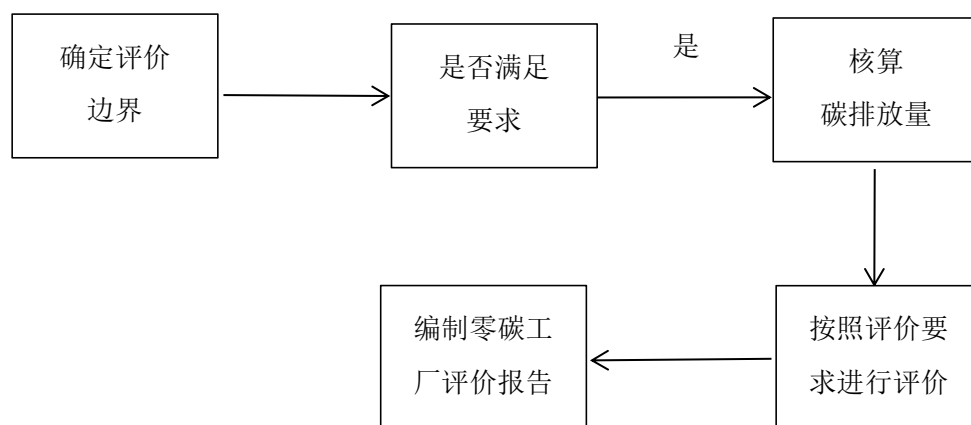 确定评价
边界
是否满足
要求
是
核算
碳排放量
按照评价要
求进行评价
编制零碳工
厂评价报告